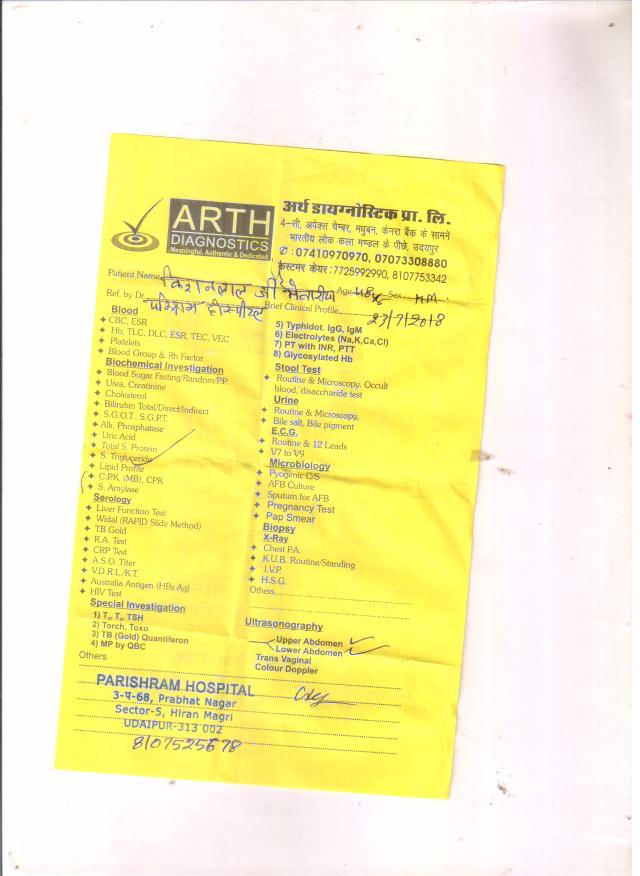 ARTH
DIAGNOSTICS
Meaningful, Authentic & Dedicated
अर्थ डायग्नोस्टिक प्रा. लि.
4-सी, अपेक्स चेम्बर, मधुबन, केनरा बैंक के सामने
भारतीय लोक कला मण्डल के पीछे, उदयपुर
✆ : 07410970970, 07073308880
कस्टमर केयर : 7725992990, 8107753342
Patient Name किशनलाल जी Age 48 Sex M
Ref. by Dr. हॉस्पीटल Brief Clinical Profile 23/7/2018
Blood
✦ CBC, ESR
✦ Hb, TLC, DLC, ESR, TEC, VEC
✦ Platelets
✦ Blood Group & Rh Factor
Biochemical Investigation
✦ Blood Sugar Fasting/Random/P.P.
✦ Urea, Creatinine
✦ Cholesterol
✦ Bilirubin Total/Direct/Indirect
✦ S.G.O.T., S.G.P.T.
✦ Alk, Phosphatase
✦ Uric Acid
✦ Total S. Protein
✦ S. Triglyceride
✦ Lipid Profile
✦ C.P.K. (MB), CPK
✦ S. Amylase
Serology
✦ Liver Function Test
✦ Widal (RAPID Slide Method)
✦ TB Gold
✦ R.A. Test
✦ CRP Test
✦ A.S.O. Titer
✦ V.D.R.L./K.T.
✦ Australia Antigen (HBs Ag)
✦ HIV Test
Special Investigation
1) T₃, T₄, TSH
2) Torch, Toxo
3) TB (Gold) Quantiferon
4) MP by QBC
Others
5) Typhidot, IgG, IgM
6) Electrolytes (Na,K,Ca,Cl)
7) PT with INR, PTT
8) Glycosylated Hb
Stool Test
✦ Routine & Microscopy, Occult
blood, disaccharide test
Urine
✦ Routine & Microscopy,
✦ Bile salt, Bile pigment
E.C.G.
✦ Routine & 12 Leads
✦ V7 to V9
Microbiology
✦ Pyogenic C/S
✦ AFB Culture
✦ Sputum for AFB
✦ Pregnancy Test
✦ Pap Smear
Biopsy
X-Ray
✦ Chest P.A.
✦ K.U.B. Routine/Standing
✦ I.V.P.
✦ H.S.G.
Others
Ultrasonography
Upper Abdomen ✓
Lower Abdomen ✓
Trans Vaginal
Colour Doppler
PARISHRAM HOSPITAL
3-प-68, Prabhat Nagar
Sector-5, Hiran Magri
UDAIPUR-313 002
8107525678